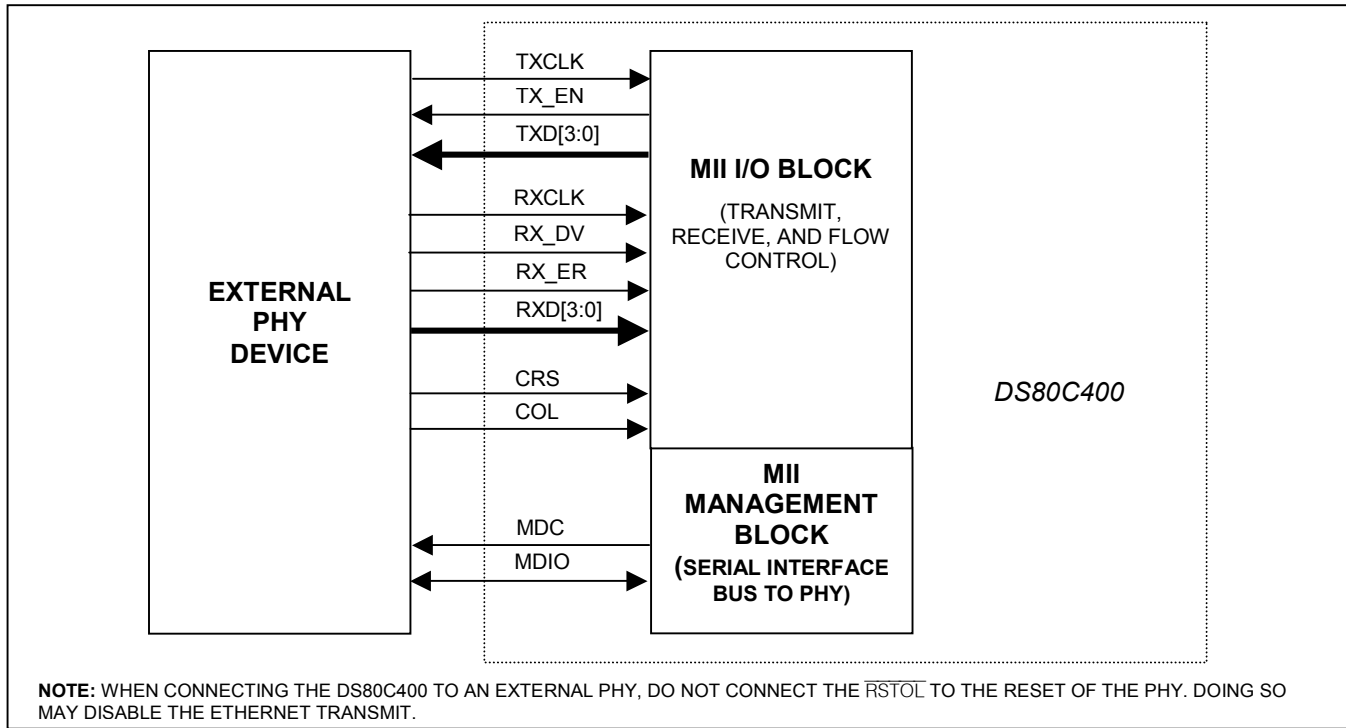 TXCLK
TX_EN
TXD[3:0]
RXCLK
RX_DV
RX_ER
RXD[3:0]
CRS
COL
MDC
MDIO
EXTERNAL
PHY
DEVICE
MII I/O BLOCK
(TRANSMIT,
RECEIVE, AND FLOW
CONTROL)
MII
MANAGEMENT
BLOCK
(SERIAL INTERFACE
BUS TO PHY)
DS80C400
NOTE: WHEN CONNECTING THE DS80C400 TO AN EXTERNAL PHY, DO NOT CONNECT THE R̅S̅T̅O̅L̅ TO THE RESET OF THE PHY. DOING SO
MAY DISABLE THE ETHERNET TRANSMIT.